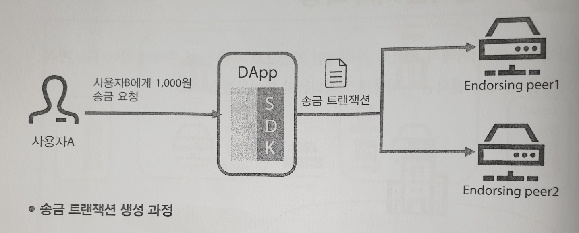 사용자B에게 1,000원
송금 요청
사용자A
DApp
SDK
송금 트랜잭션
Endorsing peer1
Endorsing peer2
송금 트랜잭션 생성 과정